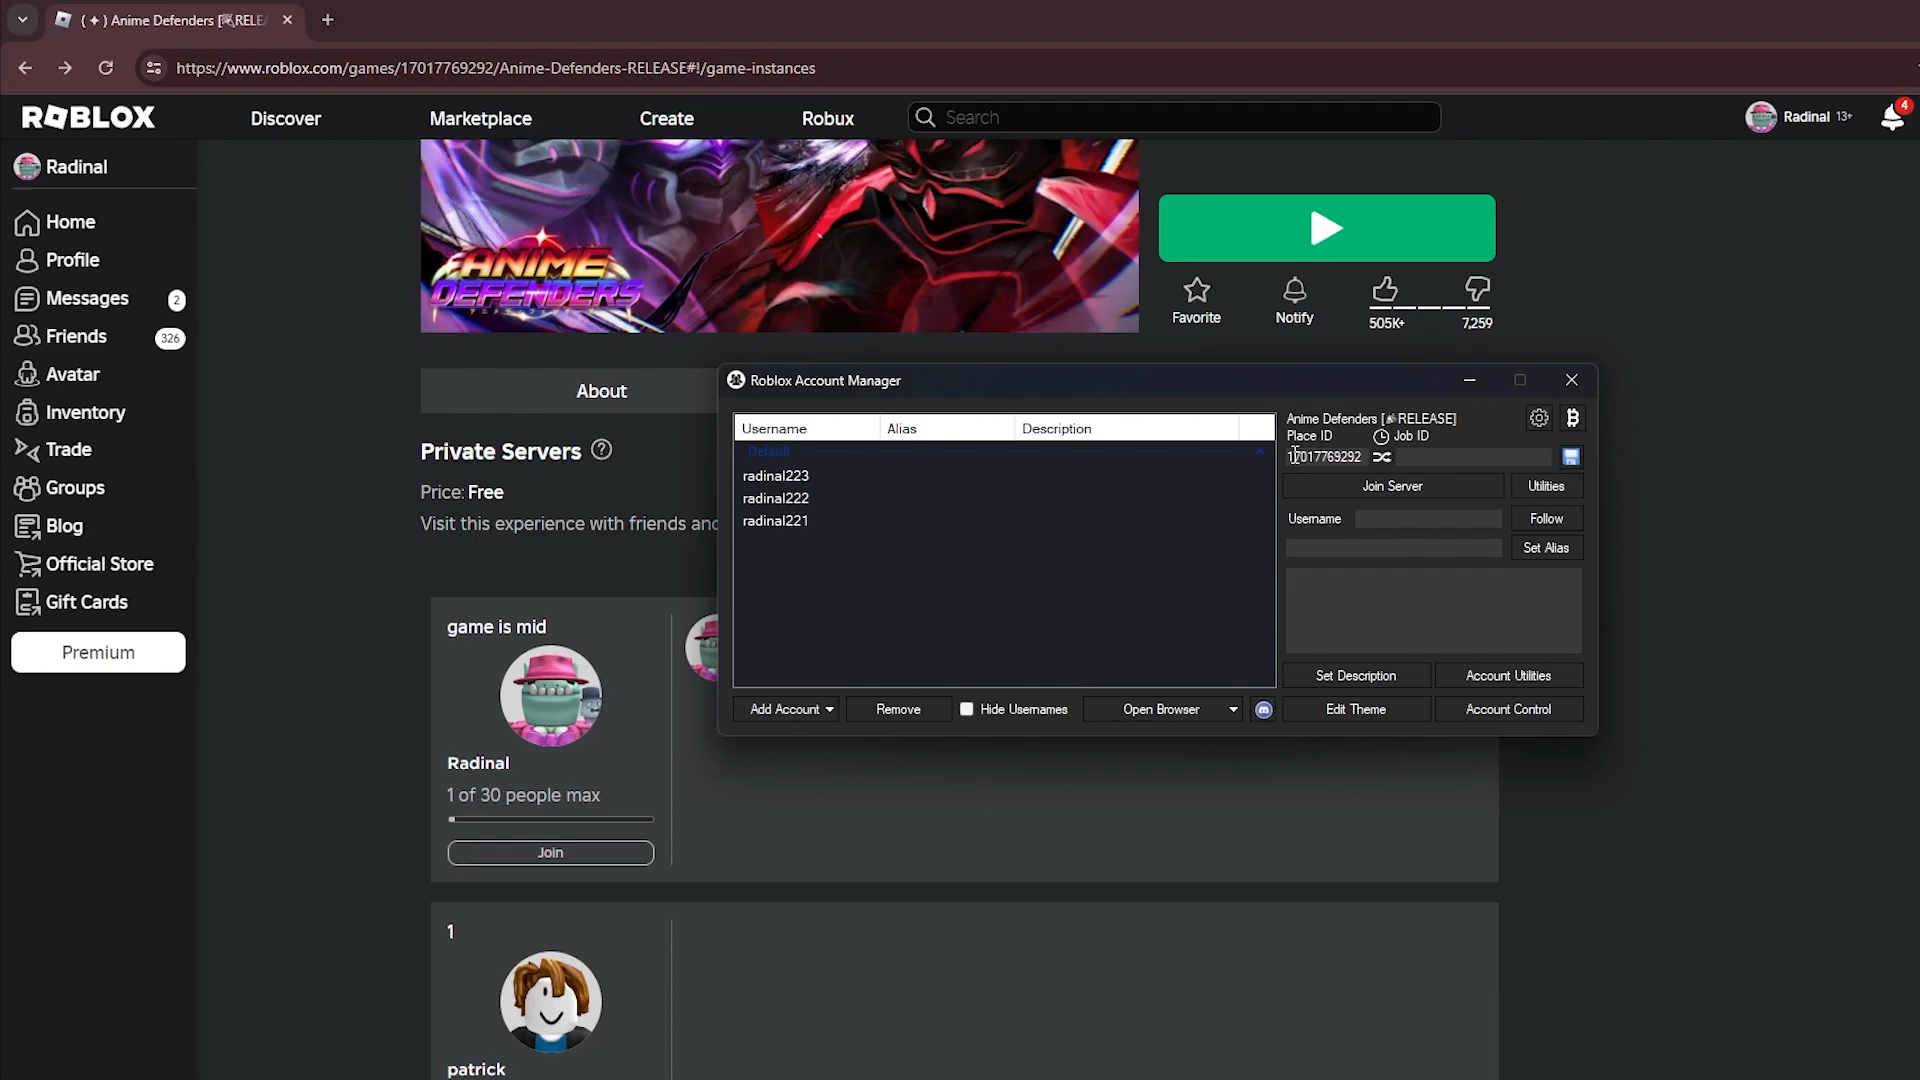 ( ✦ ) Anime Defenders [🎉RELEA
https://www.roblox.com/games/17017769292/Anime-Defenders-RELEASE#!/game-instances
ROBLOX
Discover
Marketplace
Create
Robux
Search
Radinal 13+
4
Radinal
Home
Profile
Messages 2
Friends 326
Avatar
Inventory
Trade
Groups
Blog
Official Store
Gift Cards
Premium
ANIME
DEFENDERS
Favorite
Notify
505K+
7,259
About
Private Servers
Price: Free
Visit this experience with friends and
game is mid
Radinal
1 of 30 people max
Join
1
patrick
Roblox Account Manager
Username Alias Description
Default
radinal223
radinal222
radinal221
Add Account
Remove
Hide Usernames
Open Browser
Anime Defenders [🎉RELEASE]
Place ID Job ID
17017769292
Join Server
Utilities
Username
Follow
Set Alias
Set Description
Account Utilities
Edit Theme
Account Control